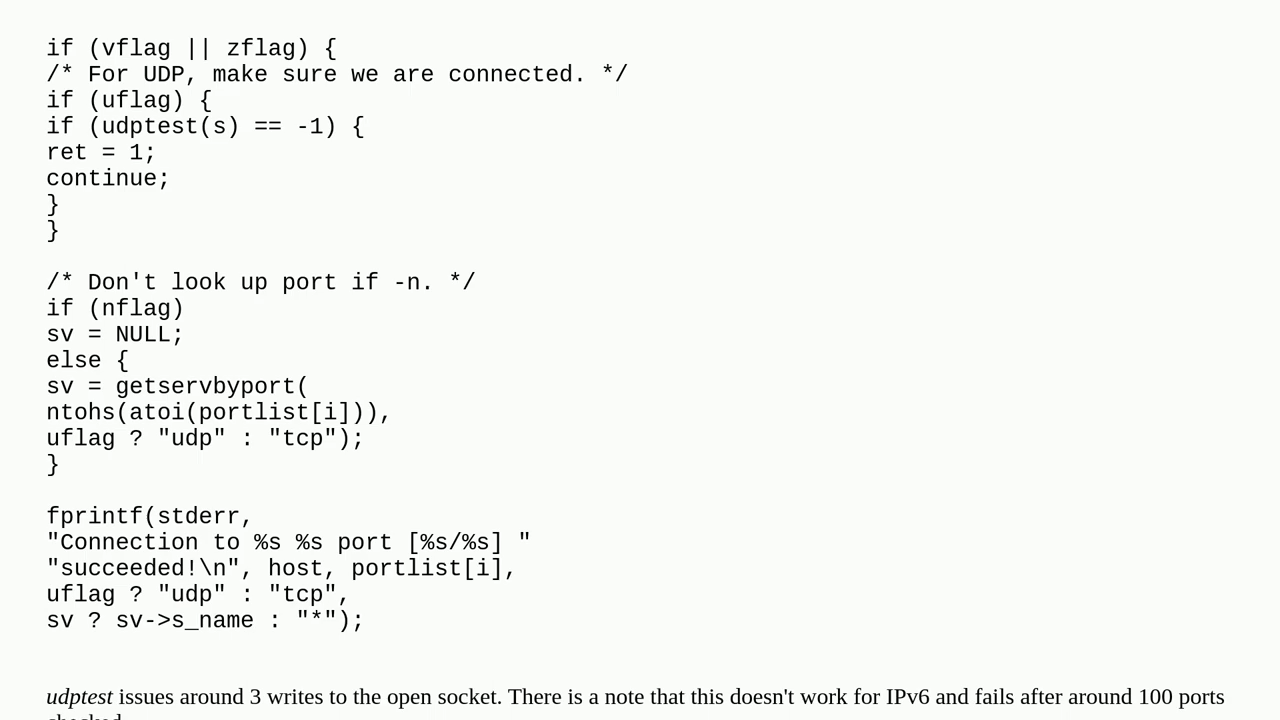 if (vflag || zflag) {
/* For UDP, make sure we are connected. */
if (uflag) {
if (udptest(s) == -1) {
ret = 1;
continue;
}
}
/* Don't look up port if -n. */
if (nflag)
sv = NULL;
else {
sv = getservbyport(
ntohs(atoi(portlist[i])),
uflag ? "udp" : "tcp");
}
fprintf(stderr,
"Connection to %s %s port [%s/%s] "
"succeeded!\n", host, portlist[i],
uflag ? "udp" : "tcp",
sv ? sv->s_name : "*");
udptest issues around 3 writes to the open socket. There is a note that this doesn't work for IPv6 and fails after around 100 ports